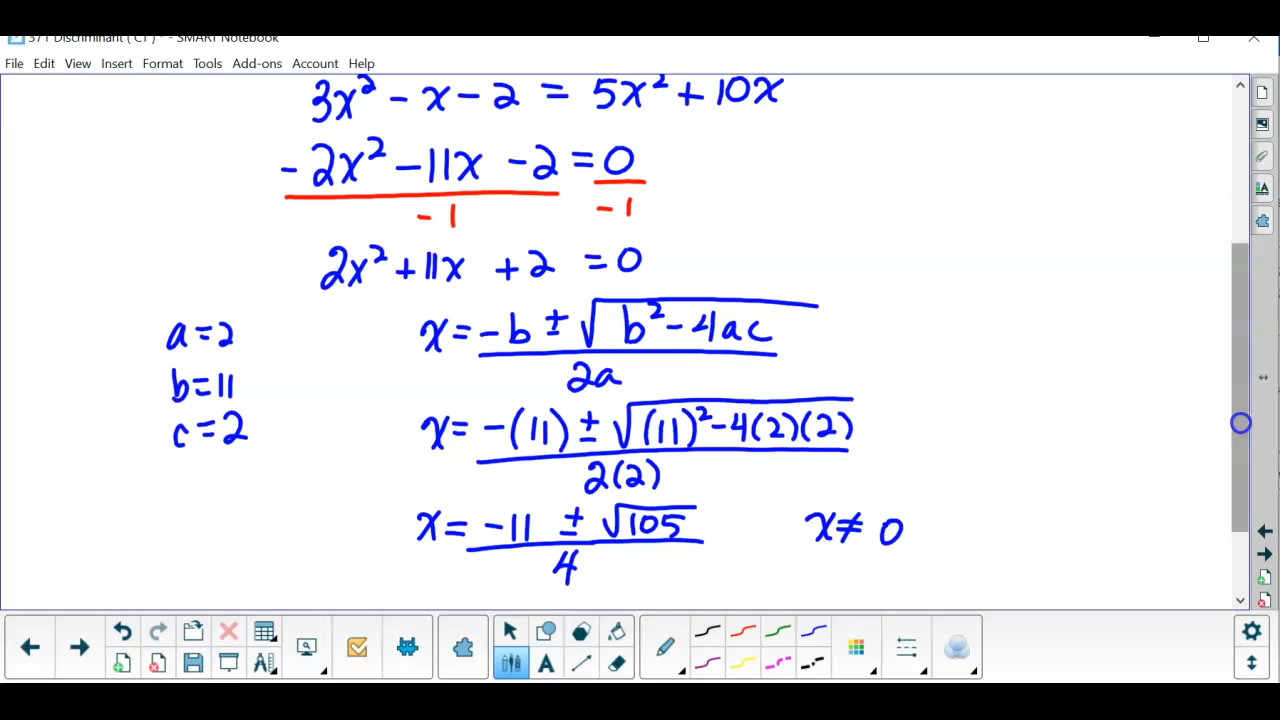 371 Discriminant ( CT ) * - SMART Notebook
File Edit View Insert Format Tools Add-ons Account Help
3x² - x - 2 = 5x² + 10x
-2x² - 11x - 2 = 0
-1 -1
2x² + 11x + 2 = 0
a = 2
b = 11
c = 2
x = -b ± √(b² - 4ac)
2a
x = -(11) ± √((11)² - 4(2)(2))
2(2)
x = -11 ± √105
4
x ≠ 0
A